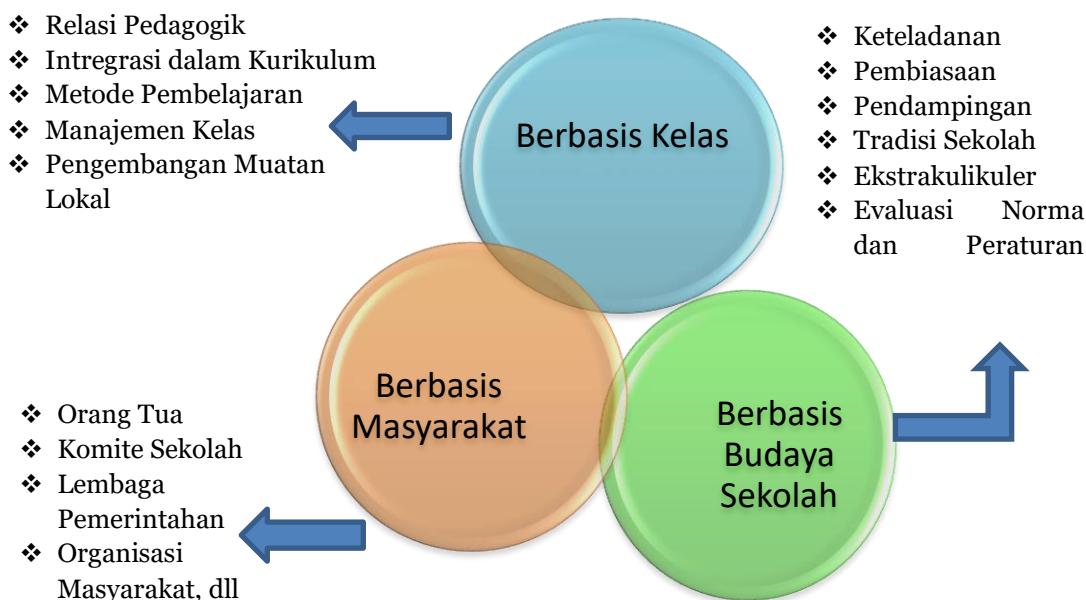 ❖ Relasi Pedagogik
❖ Intregrasi dalam Kurikulum
❖ Metode Pembelajaran
❖ Manajemen Kelas
❖ Pengembangan Muatan
Lokal
Berbasis Kelas
❖ Keteladanan
❖ Pembiasaan
❖ Pendampingan
❖ Tradisi Sekolah
❖ Ekstrakulikuler
❖ Evaluasi Norma
dan Peraturan
Berbasis
Masyarakat
Berbasis
Budaya
Sekolah
❖ Orang Tua
❖ Komite Sekolah
❖ Lembaga
Pemerintahan
❖ Organisasi
Masyarakat, dll